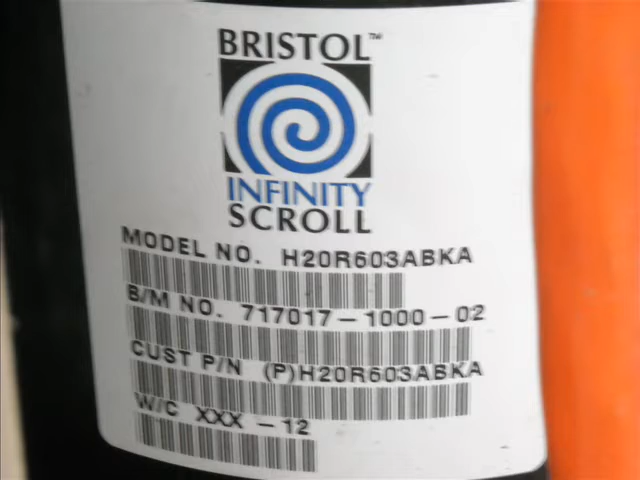 BRISTOL™
INFINITY
SCROLL
MODEL NO. H20R603ABKA
B/M NO. 717017-1000-02
CUST P/N (P)H20R603ABKA
W/C XXX -12